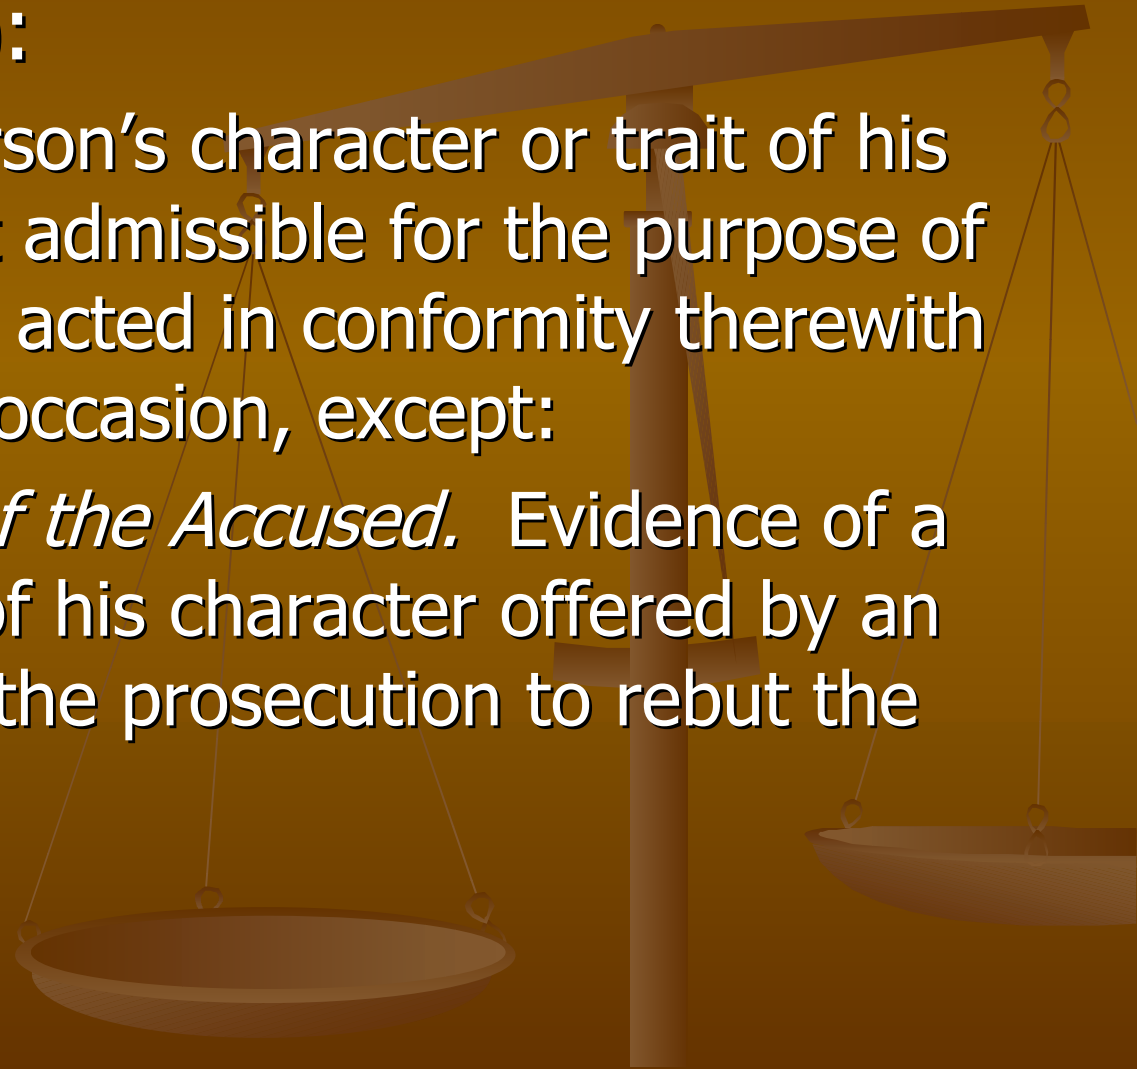 :
rson’s character or trait of his
admissible for the purpose of
acted in conformity therewith
occasion, except:
f the Accused. Evidence of a
of his character offered by an
the prosecution to rebut the